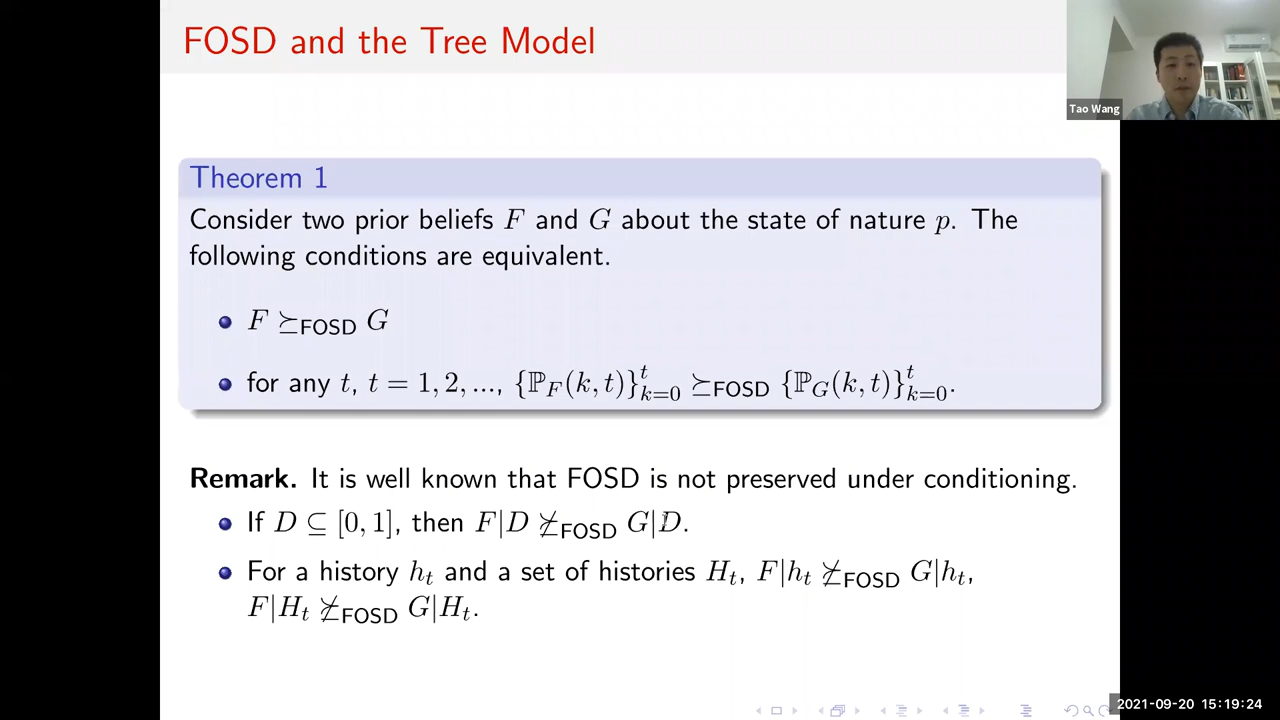 FOSD and the Tree Model
Tao Wang
Theorem 1
Consider two prior beliefs F and G about the state of nature p. The
following conditions are equivalent.
F ⪰FOSD G
for any t, t = 1, 2, ..., {ℙF(k, t)}ᵗₖ₌₀ ⪰FOSD {ℙG(k, t)}ᵗₖ₌₀.
Remark. It is well known that FOSD is not preserved under conditioning.
If D ⊆ [0, 1], then F|D ⋡FOSD G|D.
For a history hₜ and a set of histories Hₜ, F|hₜ ⋡FOSD G|hₜ,
F|Hₜ ⋡FOSD G|Hₜ.
2021-09-20 15:19:24